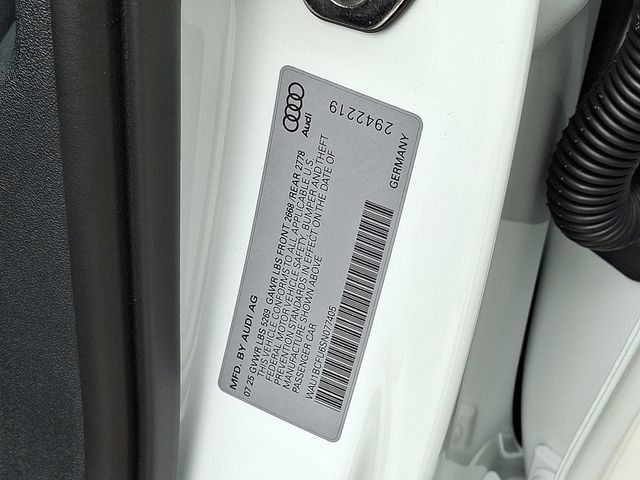 MFD. BY AUDI AG
07 25 GVWR LBS 5269 GAWR LBS FRONT 2668 /REAR 2778
THIS VEHICLE CONFORMS TO ALL APPLICABLE U.S.
FEDERAL MOTOR VEHICLE SAFETY, BUMPER AND THEFT
PREVENTION STANDARDS IN EFFECT ON THE DATE OF
MANUFACTURE SHOWN ABOVE
PASSENGER CAR
WAU1BCFU6SN077405
Audi
2942219
GERMANY